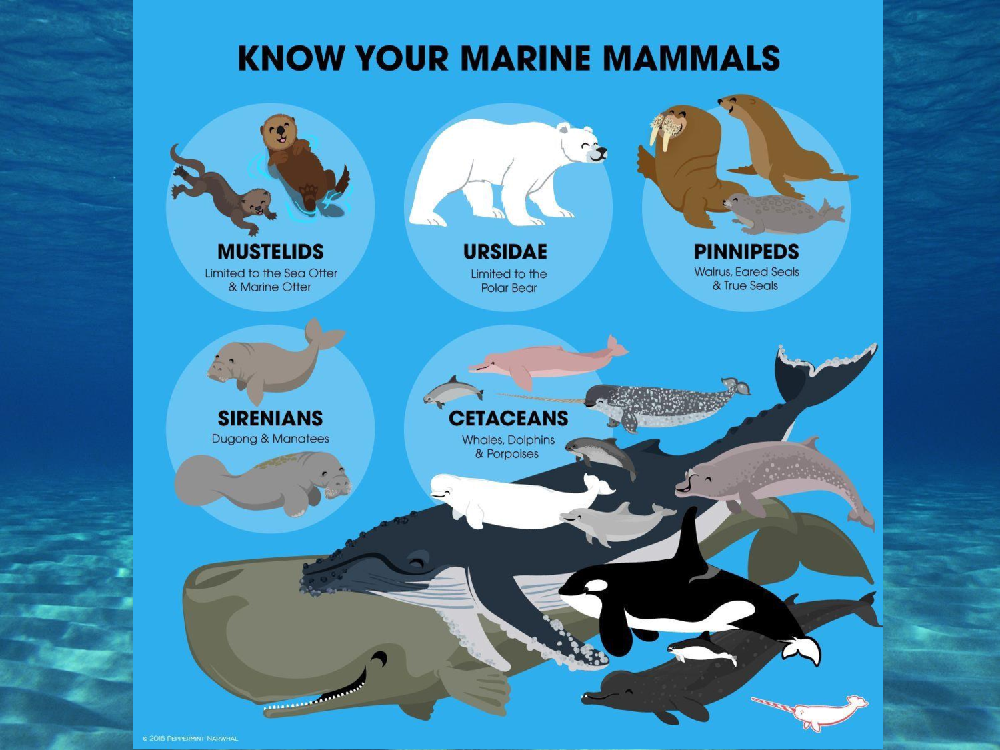 KNOW YOUR MARINE MAMMALS
MUSTELIDS
Limited to the Sea Otter
& Marine Otter
URSIDAE
Limited to the
Polar Bear
PINNIPEDS
Walrus, Eared Seals
& True Seals
SIRENIANS
Dugong & Manatees
CETACEANS
Whales, Dolphins
& Porpoises
© 2016 PEPPERMINT NARWHAL